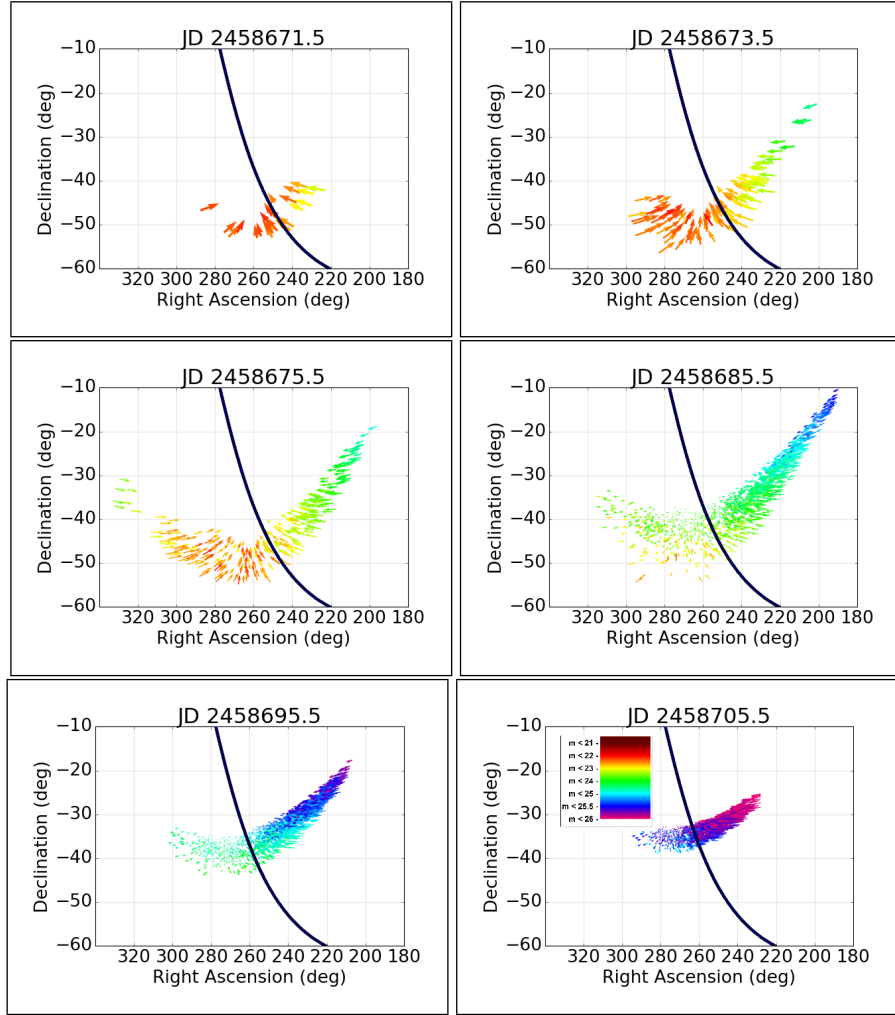 JD 2458671.5
−10
−20
−30
−40
−50
−60
Declination (deg)
320 300 280 260 240 220 200 180
Right Ascension (deg)
JD 2458673.5
−10
−20
−30
−40
−50
−60
Declination (deg)
320 300 280 260 240 220 200 180
Right Ascension (deg)
JD 2458675.5
−10
−20
−30
−40
−50
−60
Declination (deg)
320 300 280 260 240 220 200 180
Right Ascension (deg)
JD 2458685.5
−10
−20
−30
−40
−50
−60
Declination (deg)
320 300 280 260 240 220 200 180
Right Ascension (deg)
JD 2458695.5
−10
−20
−30
−40
−50
−60
Declination (deg)
320 300 280 260 240 220 200 180
Right Ascension (deg)
JD 2458705.5
−10
−20
−30
−40
−50
−60
Declination (deg)
m < 21 -
m < 22 -
m < 23 -
m < 24 -
m < 25 -
m < 25.5 -
m < 26 -
320 300 280 260 240 220 200 180
Right Ascension (deg)